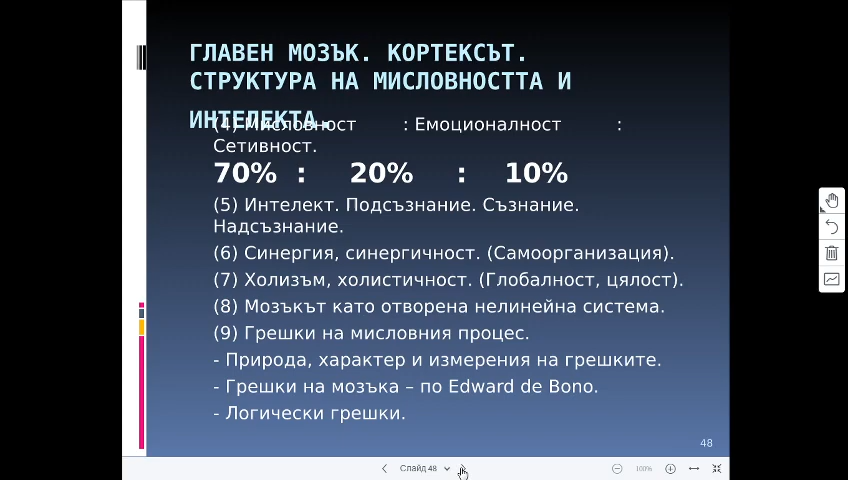 ГЛАВЕН МОЗЪК. КОРТЕКСЪТ.
СТРУКТУРА НА МИСЛОВНОСТТА И
ИНТЕЛЕКТА.
(4) Мисловност : Емоционалност :
Сетивност.
70% : 20% : 10%
(5) Интелект. Подсъзнание. Съзнание.
Надсъзнание.
(6) Синергия, синергичност. (Самоорганизация).
(7) Холизъм, холистичност. (Глобалност, цялост).
(8) Мозъкът като отворена нелинейна система.
(9) Грешки на мисловния процес.
- Природа, характер и измерения на грешките.
- Грешки на мозъка – по Edward de Bono.
- Логически грешки.
48
Слайд 48
100%